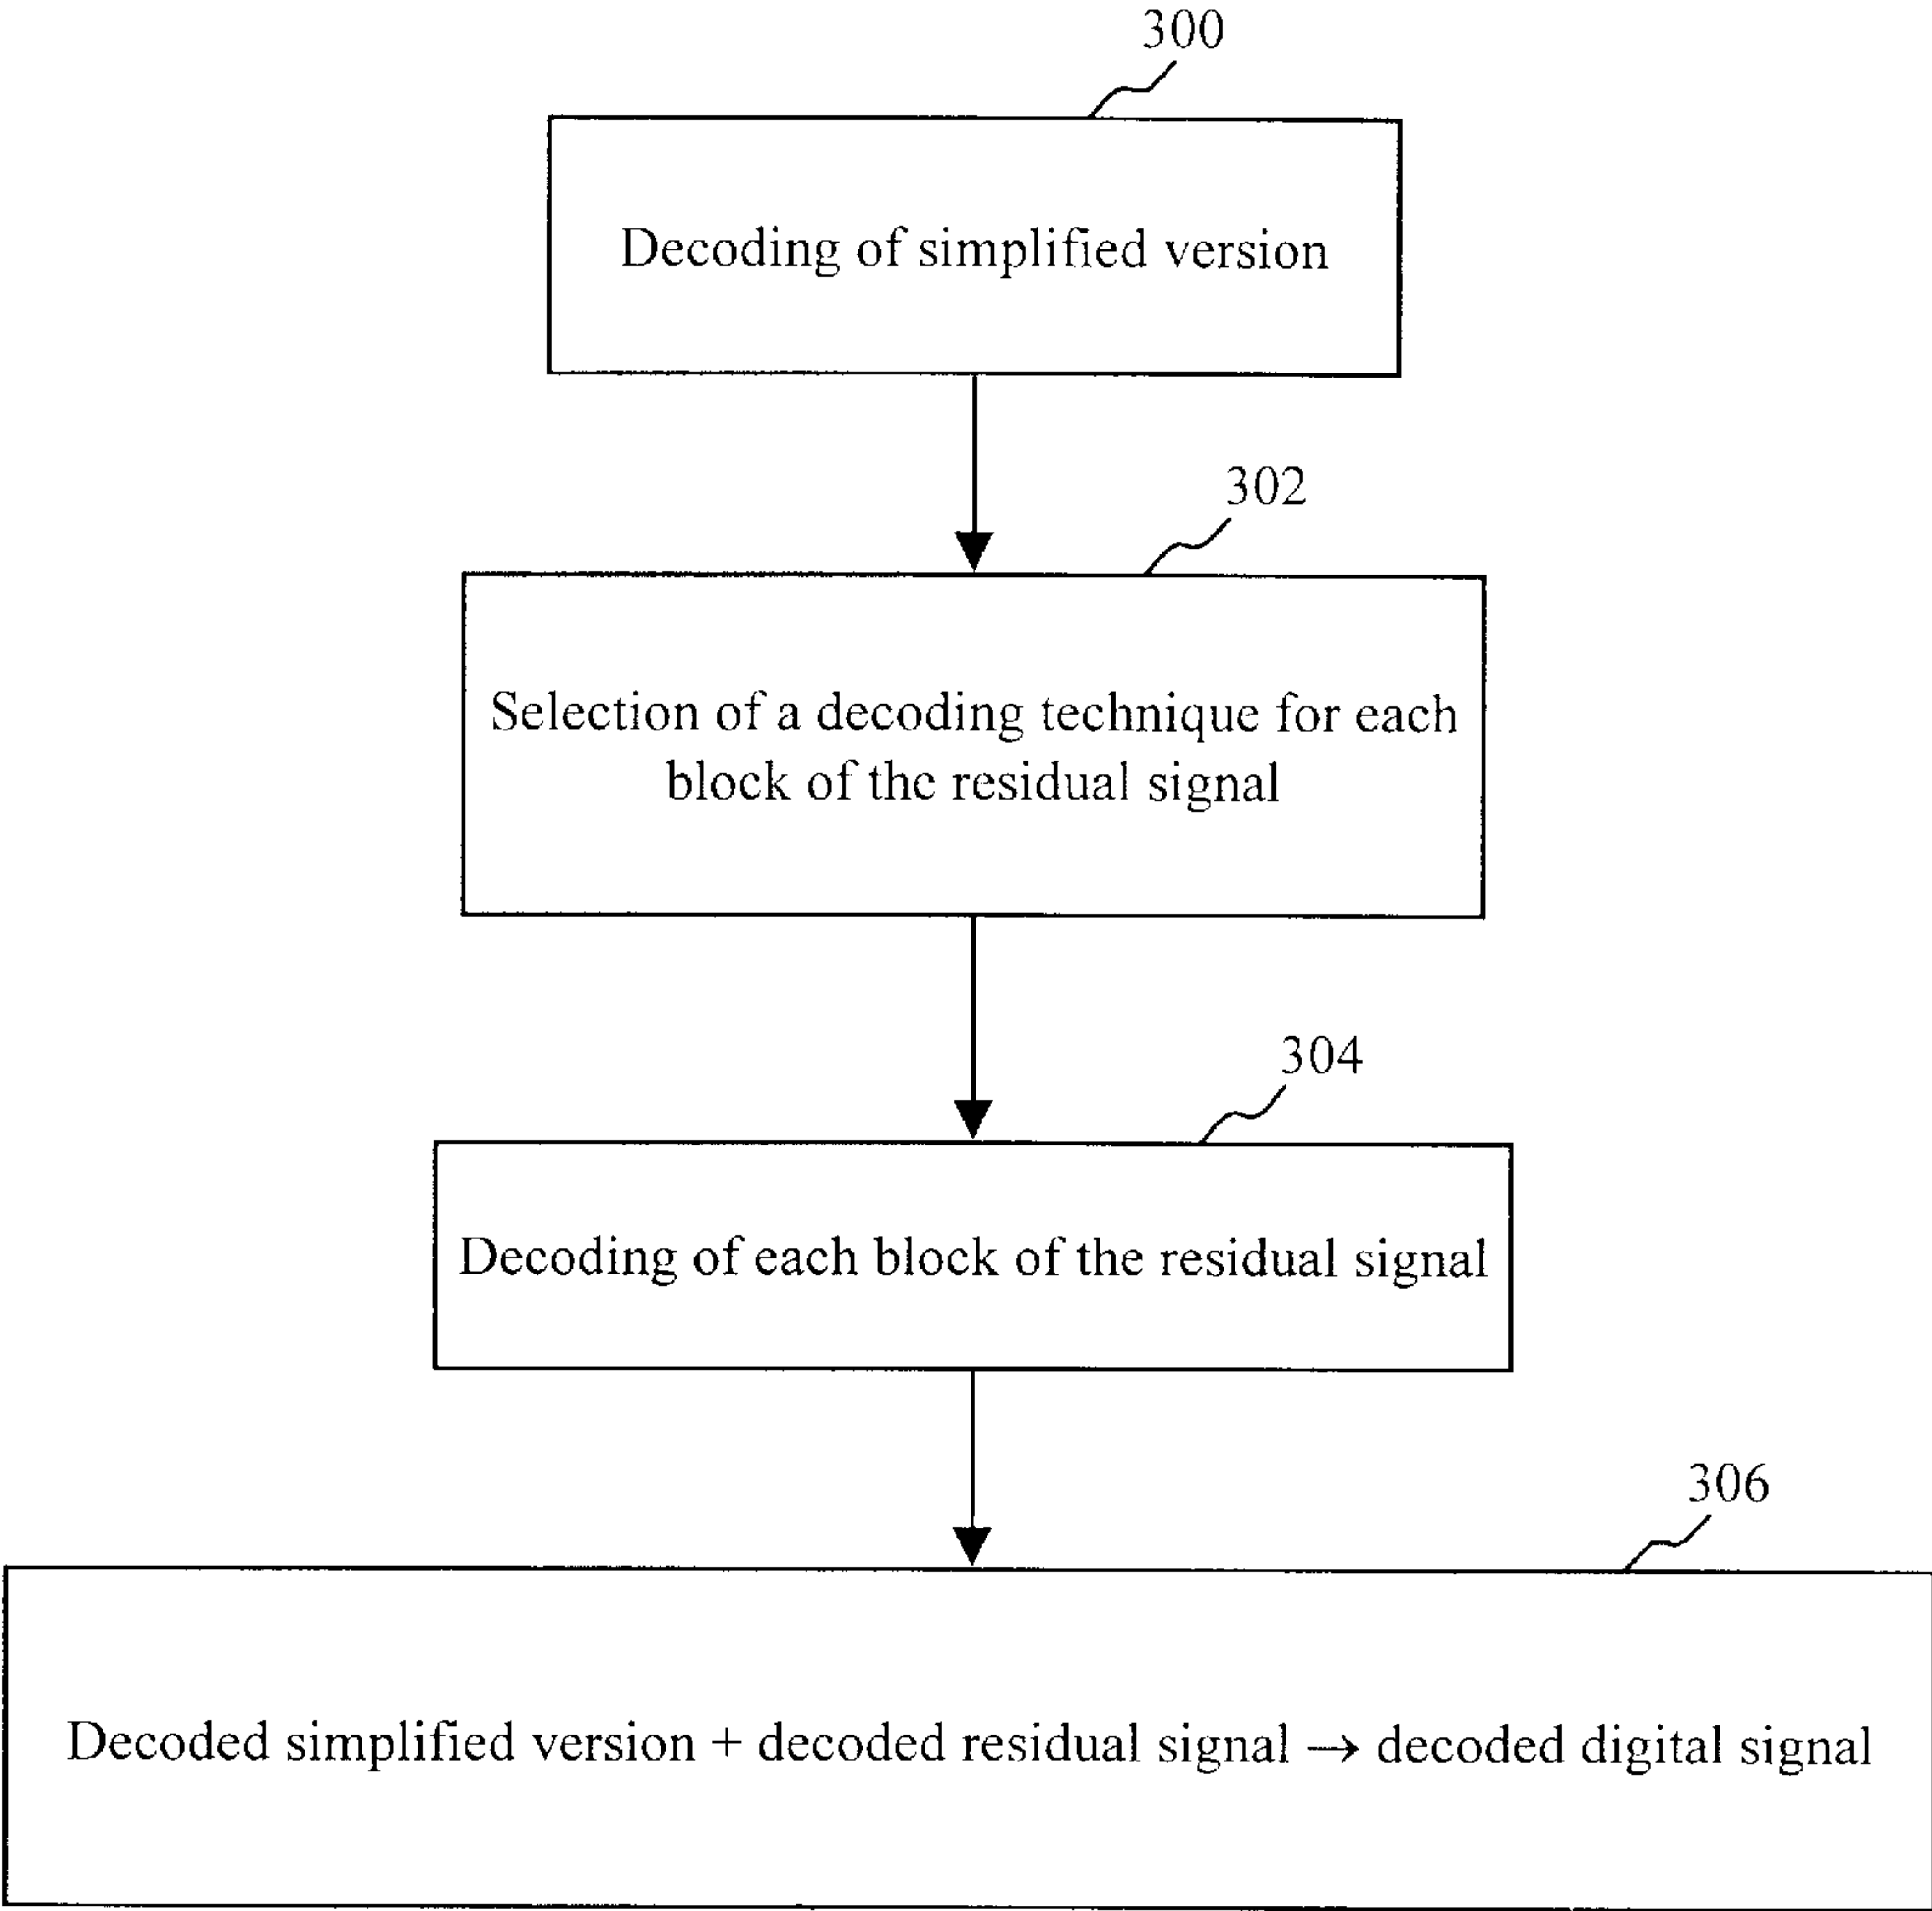 300
Decoding of simplified version
302
Selection of a decoding technique for each
block of the residual signal
304
Decoding of each block of the residual signal
306
Decoded simplified version + decoded residual signal → decoded digital signal